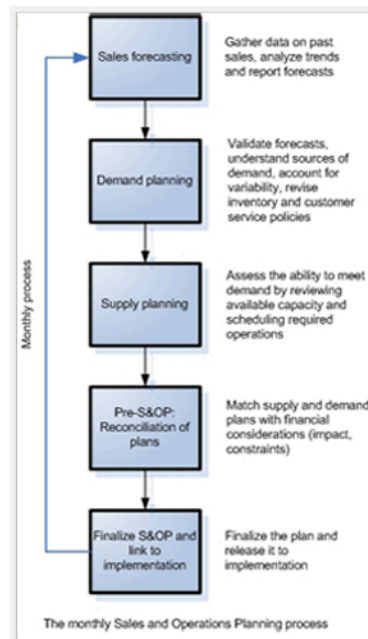 Sales forecasting
Gather data on past
sales, analyze trends
and report forecasts
Demand planning
Validate forecasts,
understand sources of
demand, account for
variability, revise
inventory and customer
service policies
Supply planning
Assess the ability to meet
demand by reviewing
available capacity and
scheduling required
operations
Monthly process
Pre-S&OP:
Reconciliation of
plans
Match supply and demand
plans with financial
considerations (impact,
constraints)
Finalize S&OP and
link to
implementation
Finalize the plan and
release it to
implementation
The monthly Sales and Operations Planning process